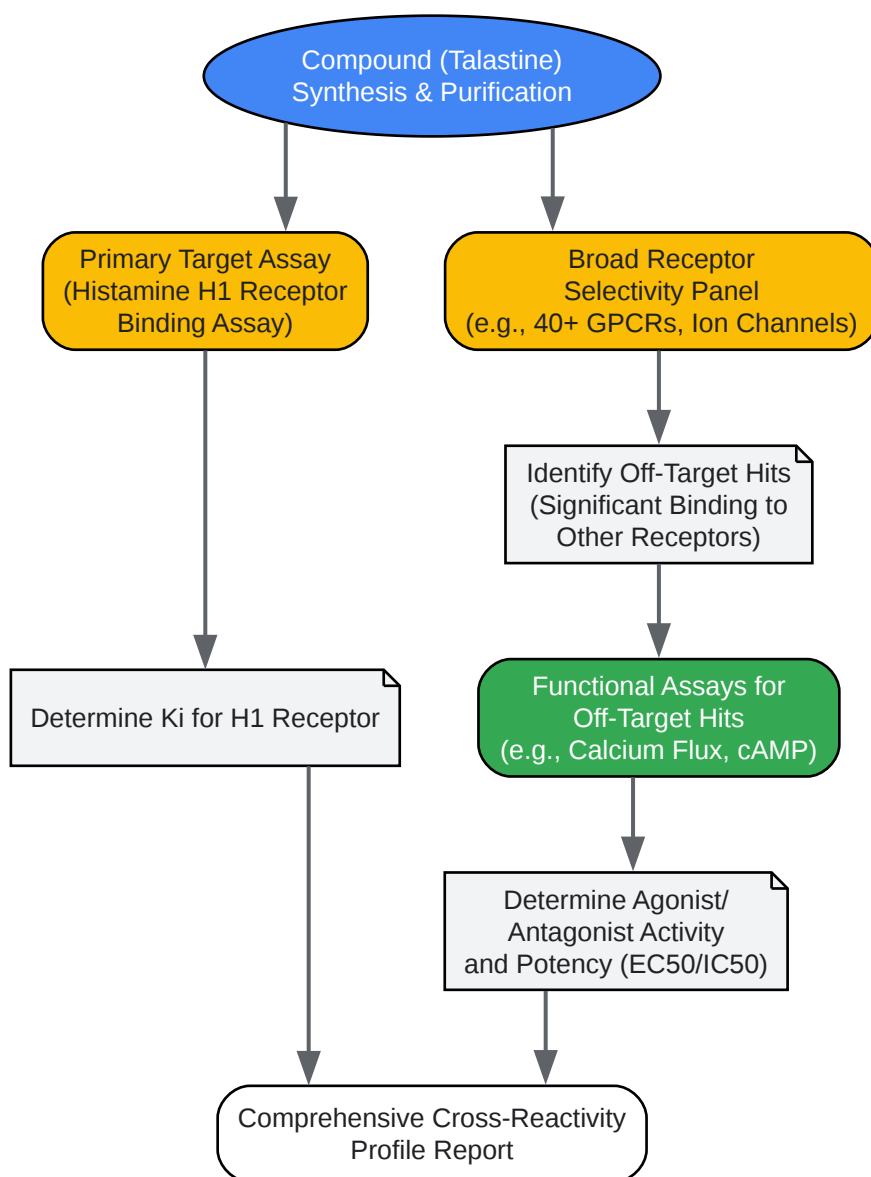 Compound (Talastine)
Synthesis & Purification
Primary Target Assay
(Histamine H1 Receptor
Binding Assay)
Broad Receptor
Selectivity Panel
(e.g., 40+ GPCRs, Ion Channels)
Identify Off-Target Hits
(Significant Binding to
Other Receptors)
Determine Ki for H1 Receptor
Functional Assays for
Off-Target Hits
(e.g., Calcium Flux, cAMP)
Determine Agonist/
Antagonist Activity
and Potency (EC50/IC50)
Comprehensive Cross-Reactivity
Profile Report